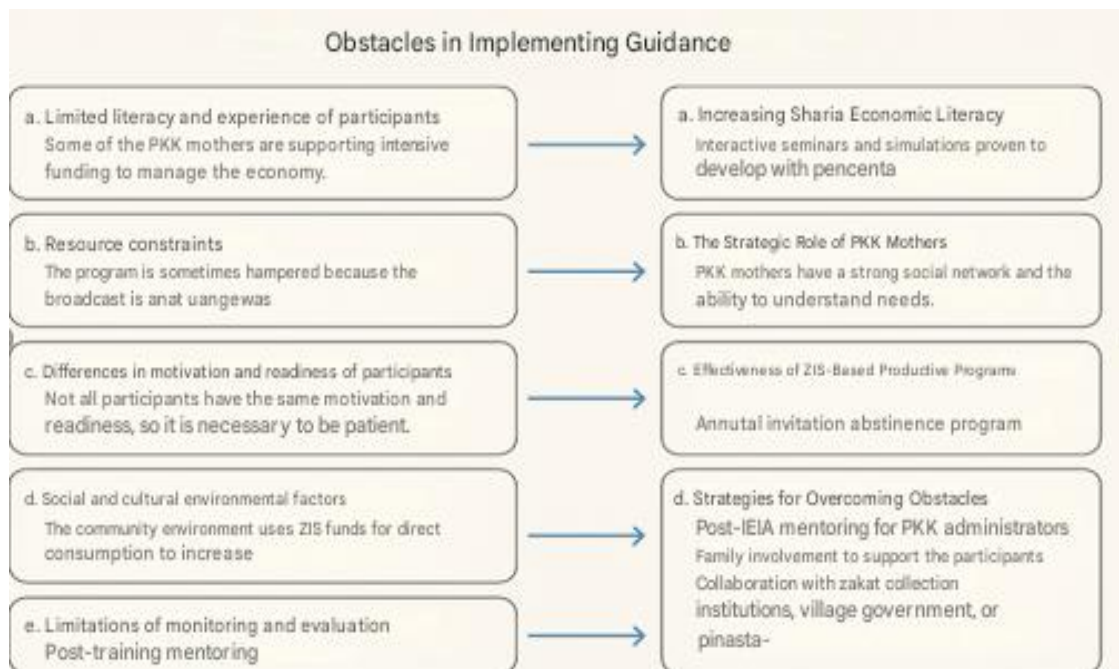 Obstacles in Implementing Guidance
a. Limited literacy and experience of participants
Some of the PKK mothers are supporting intensive
funding to manage the economy.
b. Resource constraints
The program is sometimes hampered because the
broadcast is anat uangewas
c. Differences in motivation and readiness of participants
Not all participants have the same motivation and
readiness, so it is necessary to be patient.
d. Social and cultural environmental factors
The community environment uses ZIS funds for direct
consumption to increase
e. Limitations of monitoring and evaluation
Post-training mentoring
a. Increasing Sharia Economic Literacy
Interactive seminars and simulations proven to
develop with pencenta
b. The Strategic Role of PKK Mothers
PKK mothers have a strong social network and the
ability to understand needs.
c. Effectiveness of ZIS-Based Productive Programs
Annutal invitation abstinence program
d. Strategies for Overcoming Obstacles
Post-IEIA mentoring for PKK administrators
Family involvement to support the participants
Collaboration with zakat collection
institutions, village government, or
pinasta-